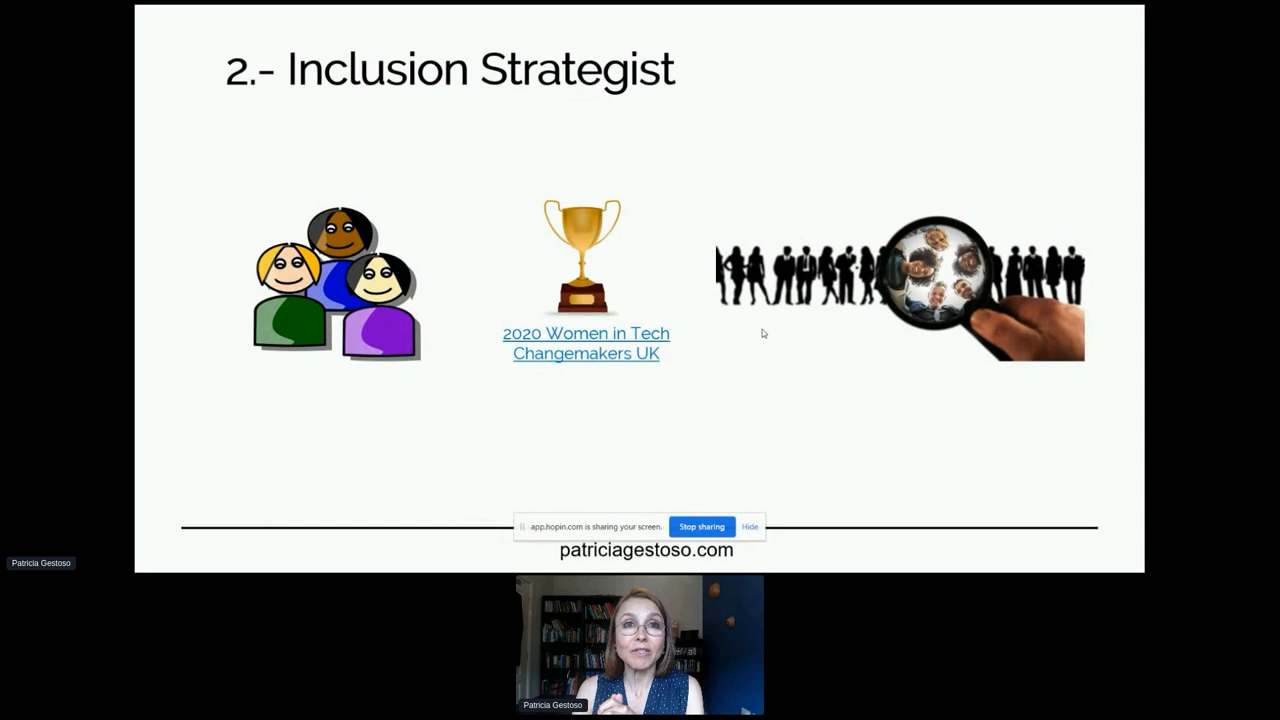 2.- Inclusion Strategist
2020 Women in Tech
Changemakers UK
app.hopin.com is sharing your screen.
Stop sharing
Hide
patriciagestoso.com
Patricia Gestoso
Patricia Gestoso